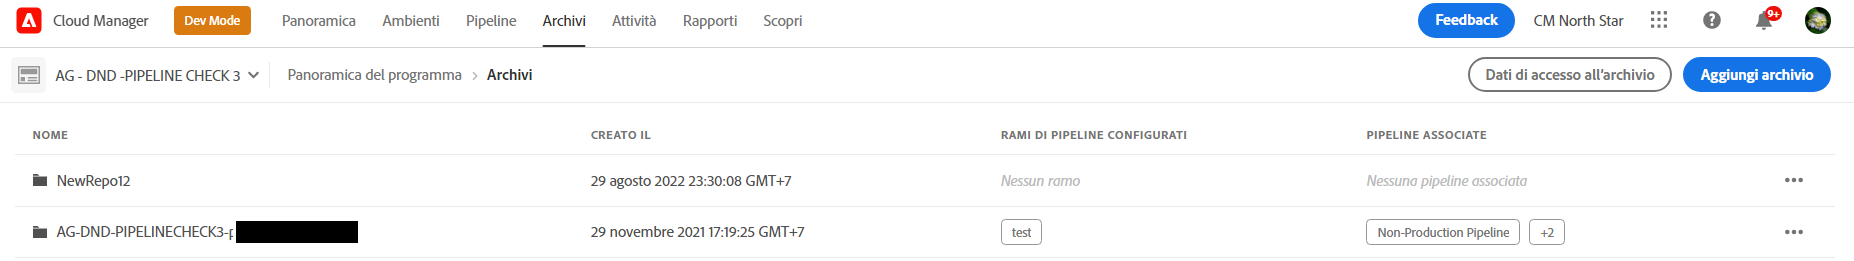 Cloud Manager Dev Mode Panoramica Ambienti Pipeline Archivi Attività Rapporti Scopri Feedback CM North Star 9+
AG - DND -PIPELINE CHECK 3 Panoramica del programma > Archivi Dati di accesso all'archivio Aggiungi archivio
NOME CREATO IL RAMI DI PIPELINE CONFIGURATI PIPELINE ASSOCIATE
NewRepo12 29 agosto 2022 23:30:08 GMT+7 Nessun ramo Nessuna pipeline associata
AG-DND-PIPELINECHECK3-p 29 novembre 2021 17:19:25 GMT+7 test Non-Production Pipeline +2